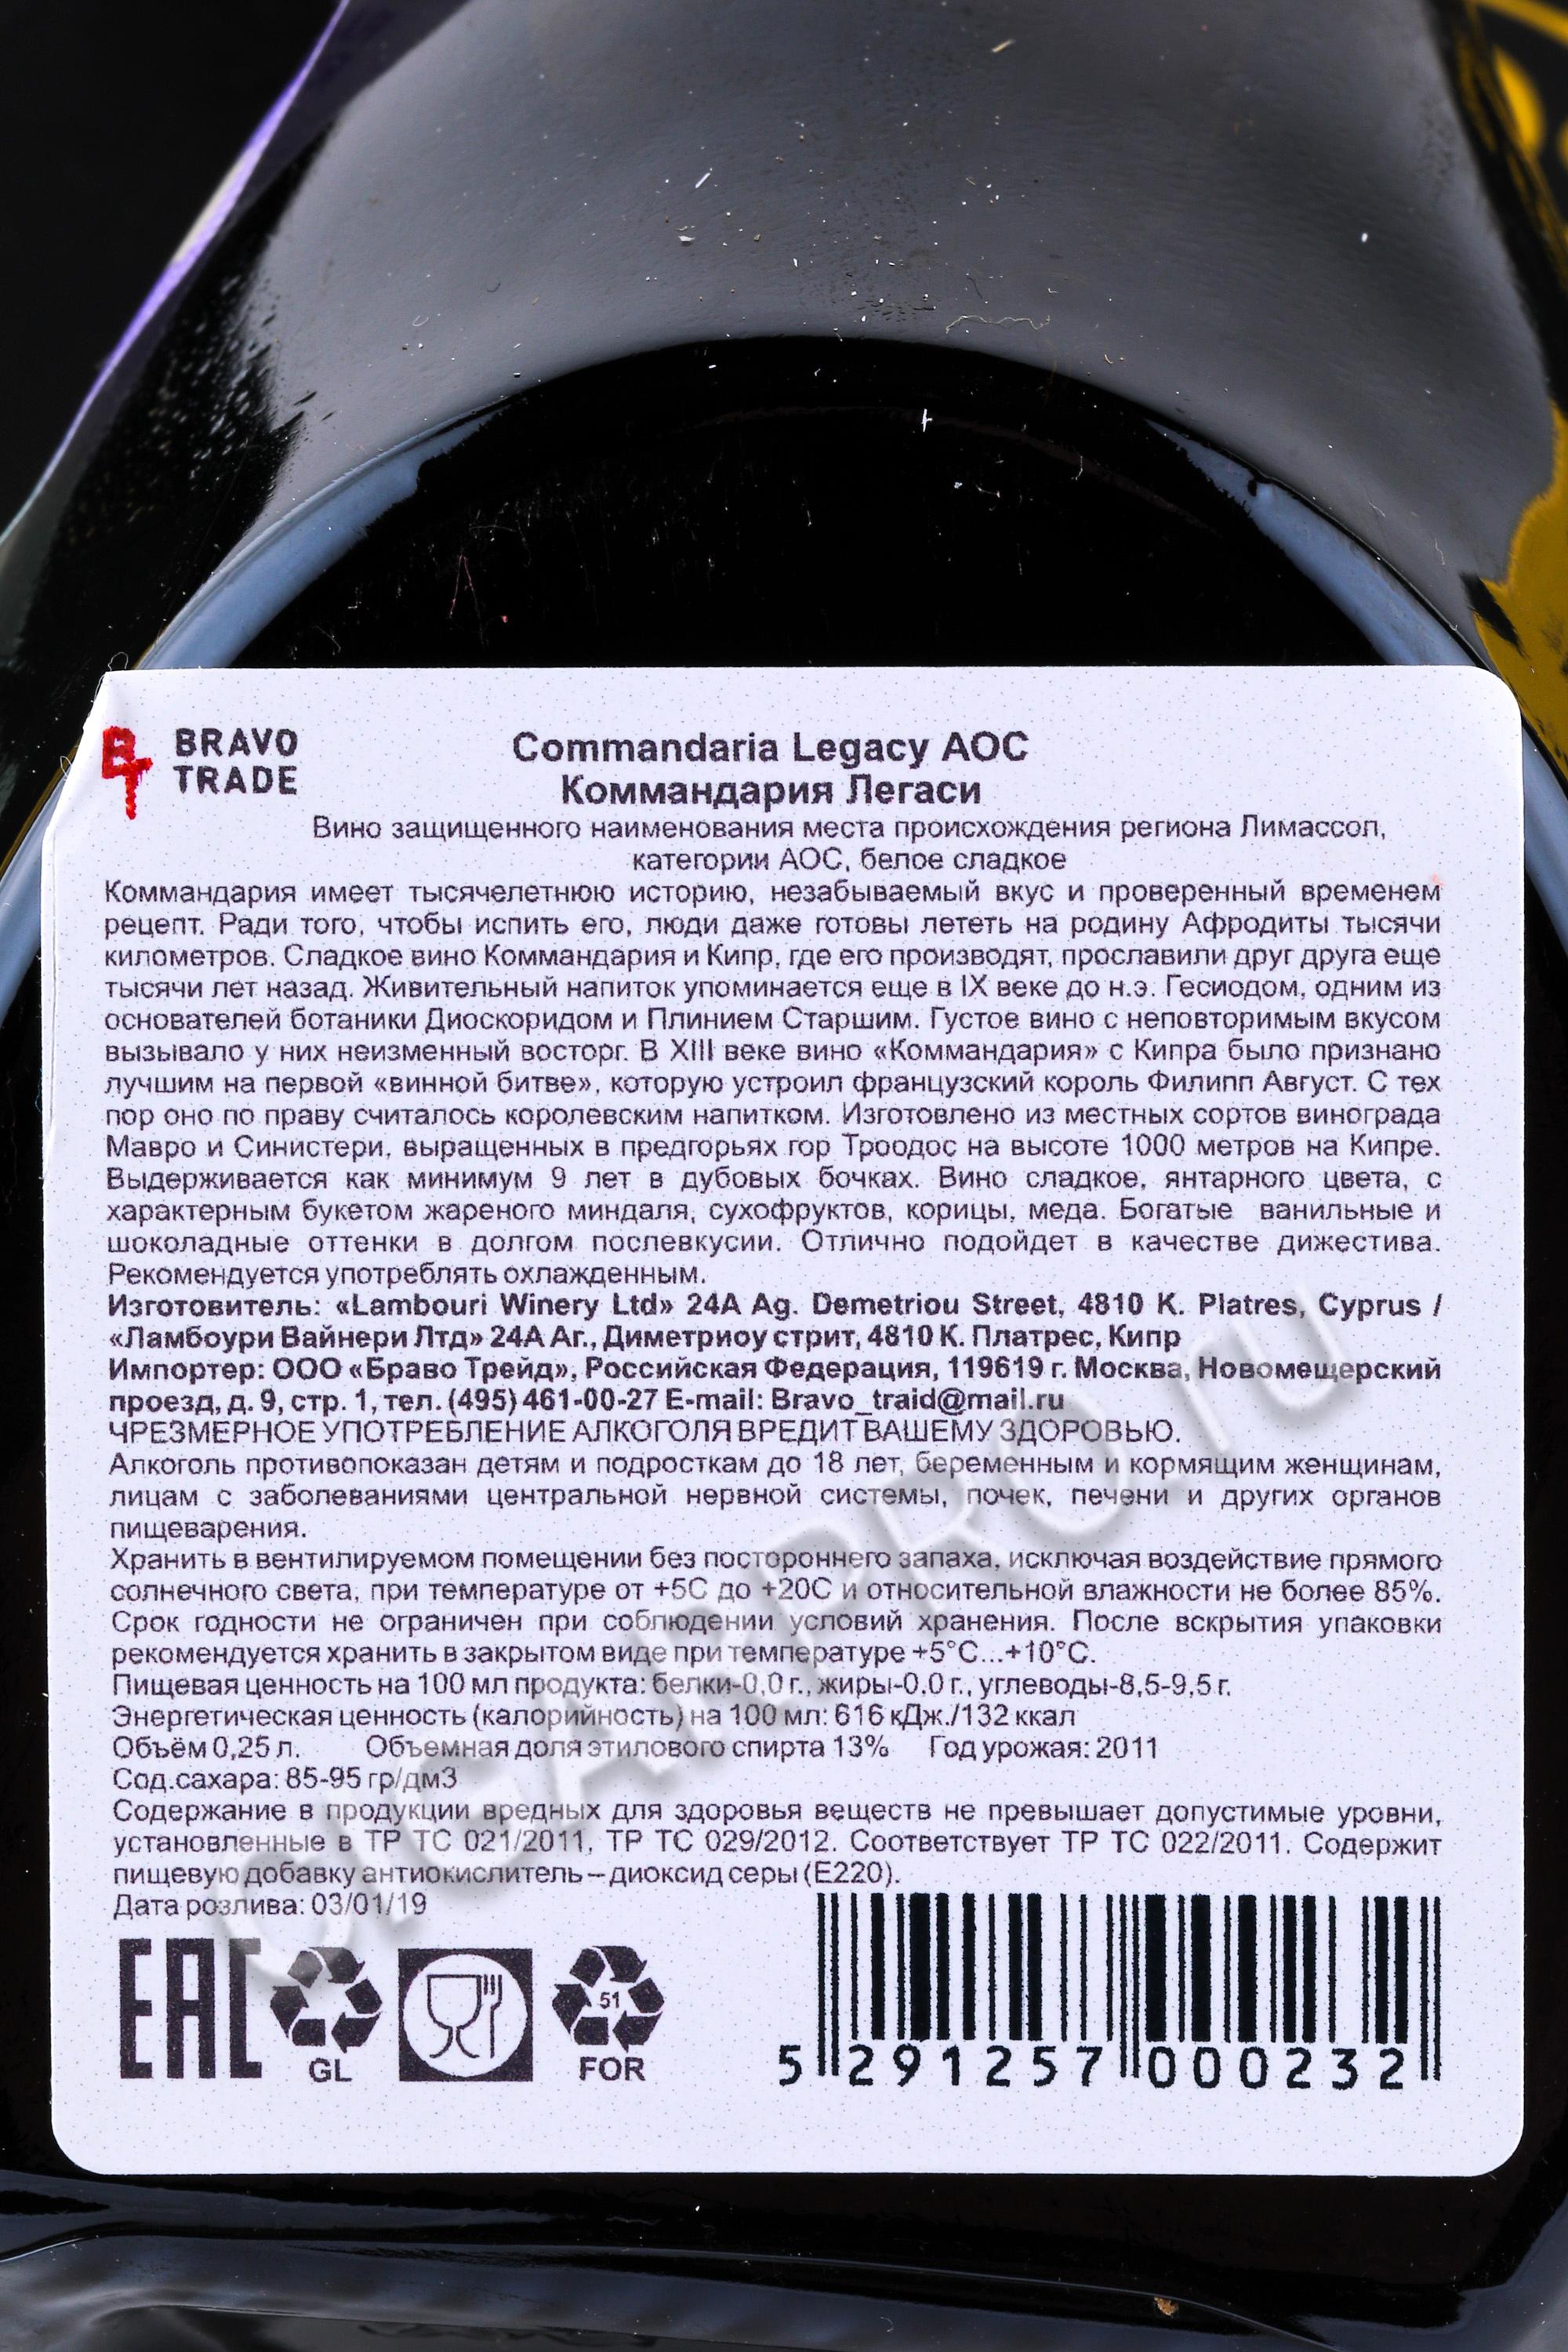 BRAVO
TRADE
Commandaria Legacy AOC
Коммандария Легаси
Вино защищенного наименования места происхождения региона Лимассол,
категории АОС, белое сладкое
Коммандария имеет тысячелетнюю историю, незабываемый вкус и проверенный временем
рецепт. Ради того, чтобы испить его, люди даже готовы лететь на родину Афродиты тысячи
километров. Сладкое вино Коммандария и Кипр, где его производят, прославили друг друга еще
тысячи лет назад. Живительный напиток упоминается еще в IX веке до н.э. Гесиодом, одним из
основателей ботаники Диоскоридом и Плинием Старшим. Густое вино с неповторимым вкусом
вызывало у них неизменный восторг. В XIII веке вино «Коммандария» с Кипра было признано
лучшим на первой «винной битве», которую устроил французский король Филипп Август. С тех
пор оно по праву считалось королевским напитком. Изготовлено из местных сортов винограда
Мавро и Синистери, выращенных в предгорьях гор Троодос на высоте 1000 метров на Кипре.
Выдерживается как минимум 9 лет в дубовых бочках. Вино сладкое, янтарного цвета, с
характерным букетом жареного миндаля, сухофруктов, корицы, меда. Богатые ванильные и
шоколадные оттенки в долгом послевкусии. Отлично подойдет в качестве дижестива.
Рекомендуется употреблять охлажденным.
Изготовитель: «Lambouri Winery Ltd» 24A Ag. Demetriou Street, 4810 K. Platres, Cyprus /
«Ламбоури Вайнери Лтд» 24А Аг., Диметриоу стрит, 4810 К. Платрес, Кипр
Импортер: ООО «Браво Трейд», Российская Федерация, 119619 г. Москва, Новомещерский
проезд, д. 9, стр. 1, тел. (495) 461-00-27 E-mail: Bravo_traid@mail.ru
ЧРЕЗМЕРНОЕ УПОТРЕБЛЕНИЕ АЛКОГОЛЯ ВРЕДИТ ВАШЕМУ ЗДОРОВЬЮ.
Алкоголь противопоказан детям и подросткам до 18 лет, беременным и кормящим женщинам,
лицам с заболеваниями центральной нервной системы, почек, печени и других органов
пищеварения.
Хранить в вентилируемом помещении без постороннего запаха, исключая воздействие прямого
солнечного света, при температуре от +5С до +20С и относительной влажности не более 85%.
Срок годности не ограничен при соблюдении условий хранения. После вскрытия упаковки
рекомендуется хранить в закрытом виде при температуре +5°С...+10°С.
Пищевая ценность на 100 мл продукта: белки-0,0 г., жиры-0,0 г., углеводы-8,5-9,5 г.
Энергетическая ценность (калорийность) на 100 мл: 616 кДж./132 ккал
Объём 0,25 л. Объемная доля этилового спирта 13% Год урожая: 2011
Сод.сахара: 85-95 гр/дм3
Содержание в продукции вредных для здоровья веществ не превышает допустимые уровни,
установленные в ТР ТС 021/2011, ТР ТС 029/2012. Соответствует ТР ТС 022/2011. Содержит
пищевую добавку антиокислитель – диоксид серы (Е220).
Дата розлива: 03/01/19
EAC
GL
51
FOR
5 291257 000232
CIGARPRO.ru